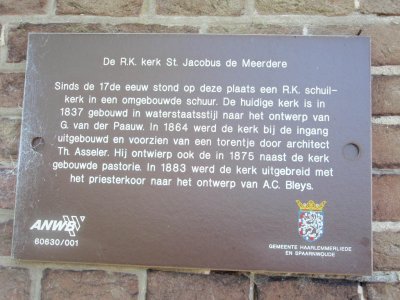 De R.K. kerk St. Jacobus de Meerdere
Sinds de 17de eeuw stond op deze plaats een R.K. schuil-
kerk in een omgebouwde schuur. De huidige kerk is in
1837 gebouwd in waterstaatsstijl naar het ontwerp van
G. van der Paauw. In 1864 werd de kerk bij de ingang
uitgebouwd en voorzien van een torentje door architect
Th. Asseler. Hij ontwierp ook de in 1875 naast de kerk
gebouwde pastorie. In 1883 werd de kerk uitgebreid met
het priesterkoor naar het ontwerp van A.C. Bleys.
ANWB
60630/001
GEMEENTE HAARLEMMERLIEDE
EN SPAARNWOUDE